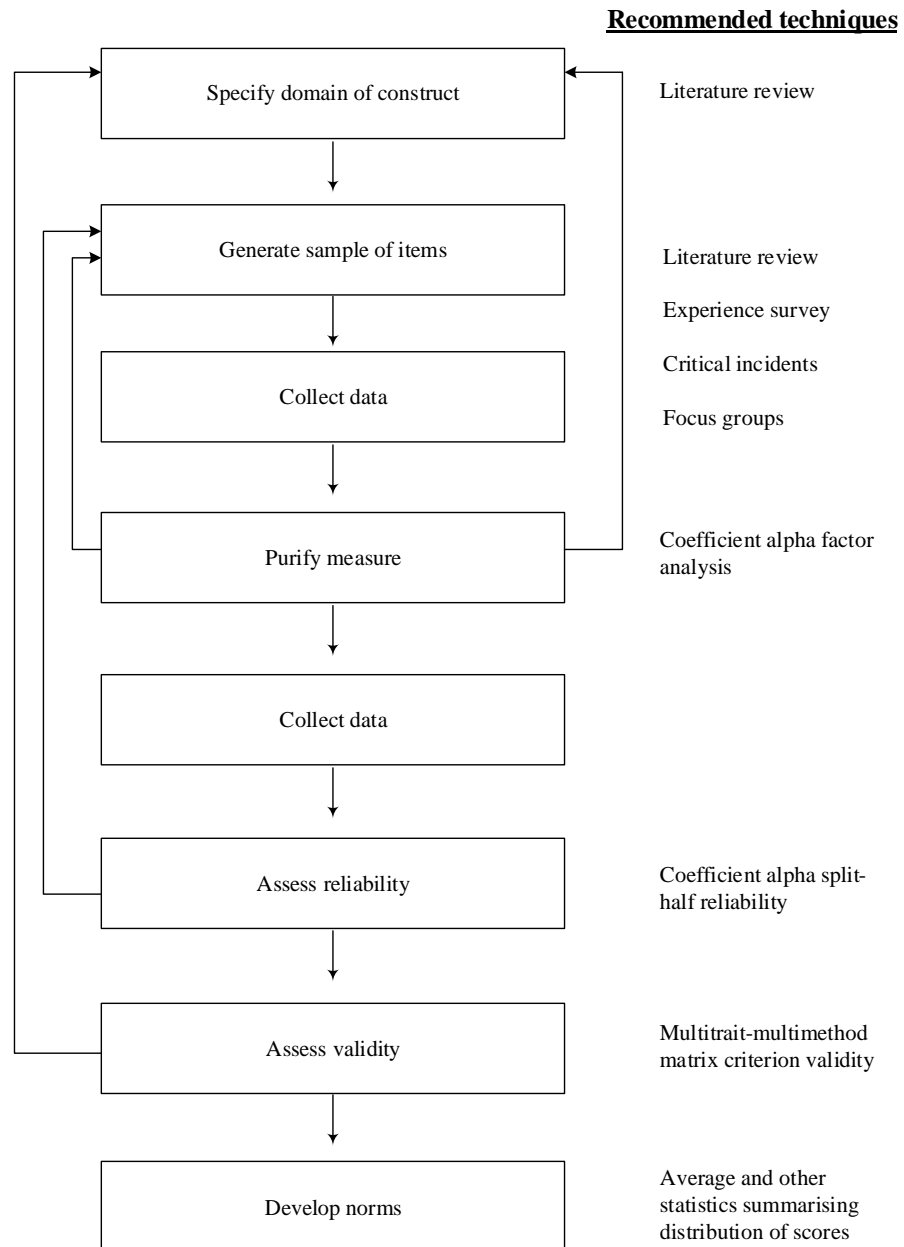 Recommended techniques
Specify domain of construct
Literature review
Generate sample of items
Literature review
Experience survey
Critical incidents
Focus groups
Collect data
Purify measure
Coefficient alpha factor
analysis
Collect data
Assess reliability
Coefficient alpha split-
half reliability
Assess validity
Multitrait-multimethod
matrix criterion validity
Develop norms
Average and other
statistics summarising
distribution of scores